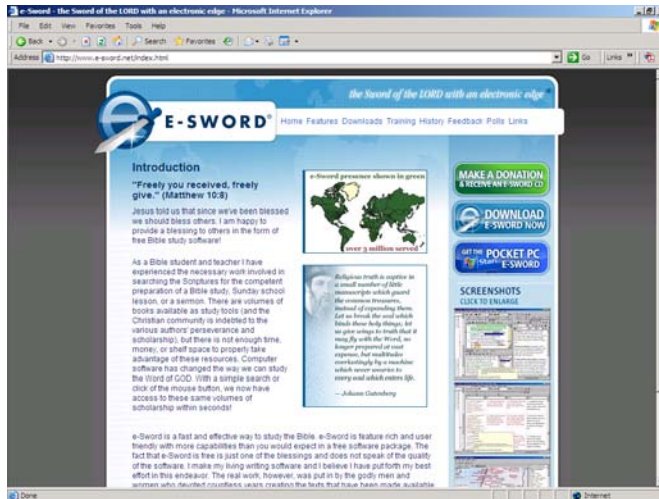 e-Sword - the Sword of the LORD with an electronic edge - Microsoft Internet Explorer
File Edit View Favorites Tools Help
Back Search Favorites
Address http://www.e-sword.net/index.html Go Links
the Sword of the LORD with an electronic edge
E-SWORD®
Home Features Downloads Training History Feedback Polls Links
Introduction
"Freely you received, freely
give." (Matthew 10:8)
Jesus told us that since we've been blessed
we should bless others. I am happy to
provide a blessing to others in the form of
free Bible study software!
As a Bible student and teacher I have
experienced the necessary work involved in
searching the Scriptures for the competent
preparation of a Bible study, Sunday school
lesson, or a sermon. There are volumes of
books available as study tools (and the
Christian community is indebted to the
various authors' perseverance and
scholarship), but there is not enough time,
money, or shelf space to properly take
advantage of these resources. Computer
software has changed the way we can study
the Word of GOD. With a simple search or
click of the mouse button, we now have
access to these same volumes of
scholarship within seconds!
e-Sword presence shown in green
over 3 million served
Religious truth is captive in
a small number of little
manuscripts which guard
the common treasures,
instead of expanding them.
Let us break the seal which
binds these holy things; let
us give wings to truth that it
may fly with the Word, no
longer prepared at vast
expense, but multitudes
everlastingly by a machine
which never wearies to
every soul which enters life.
— Johann Gutenberg
MAKE A DONATION
& RECEIVE AN E-SWORD CD
DOWNLOAD
E-SWORD NOW
GET THE POCKET PC
E-SWORD
SCREENSHOTS
CLICK TO ENLARGE
e-Sword is a fast and effective way to study the Bible. e-Sword is feature rich and user
friendly with more capabilities than you would expect in a free software package. The
fact that e-Sword is free is just one of the blessings and does not speak of the quality
of the software. I make my living writing software and I believe I have put forth my best
effort in this endeavor. The real work, however, was put in by the godly men and
women who devoted countless years creating the texts that have been made available
Done Internet